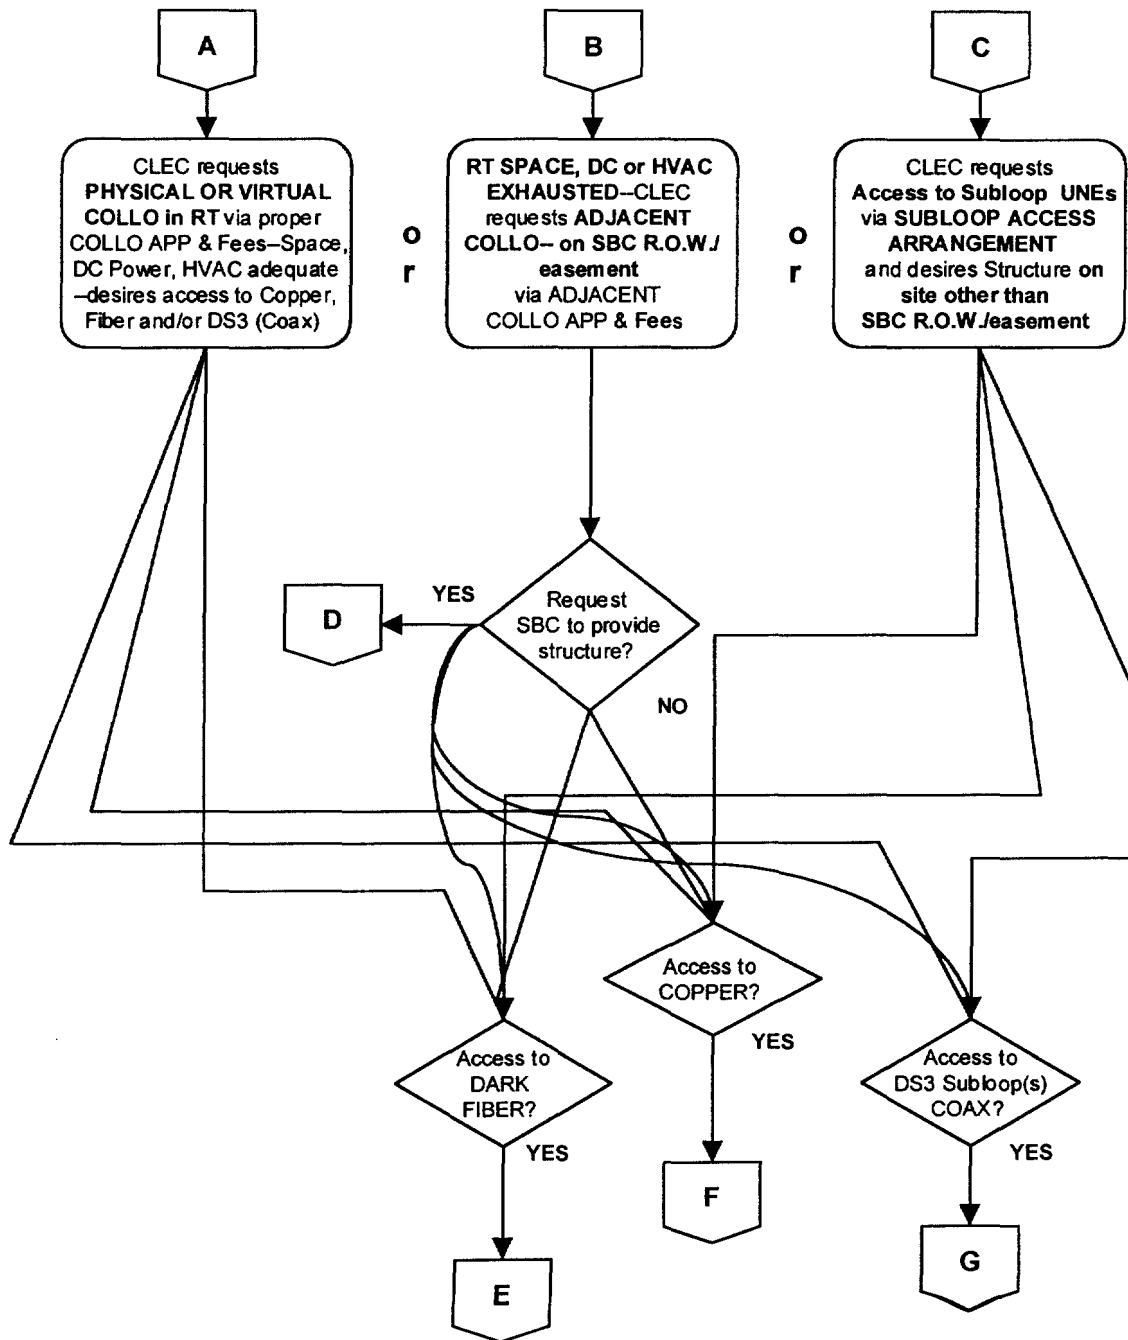 A
B
C
CLEC requests
PHYSICAL OR VIRTUAL
COLLO in RT via proper
COLLO APP & Fees--Space,
DC Power, HVAC adequate
--desires access to Copper,
Fiber and/or DS3 (Coax)
o
r
RT SPACE, DC or HVAC
EXHAUSTED--CLEC
requests ADJACENT
COLLO-- on SBC R.O.W./
easement
via ADJACENT
COLLO APP & Fees
o
r
CLEC requests
Access to Subloop UNEs
via SUBLOOP ACCESS
ARRANGEMENT
and desires Structure on
site other than
SBC R.O.W./easement
D
YES
Request
SBC to provide
structure?
NO
Access to
COPPER?
YES
Access to
DARK
FIBER?
YES
Access to
DS3 Subloop(s)
COAX?
YES
F
G
E